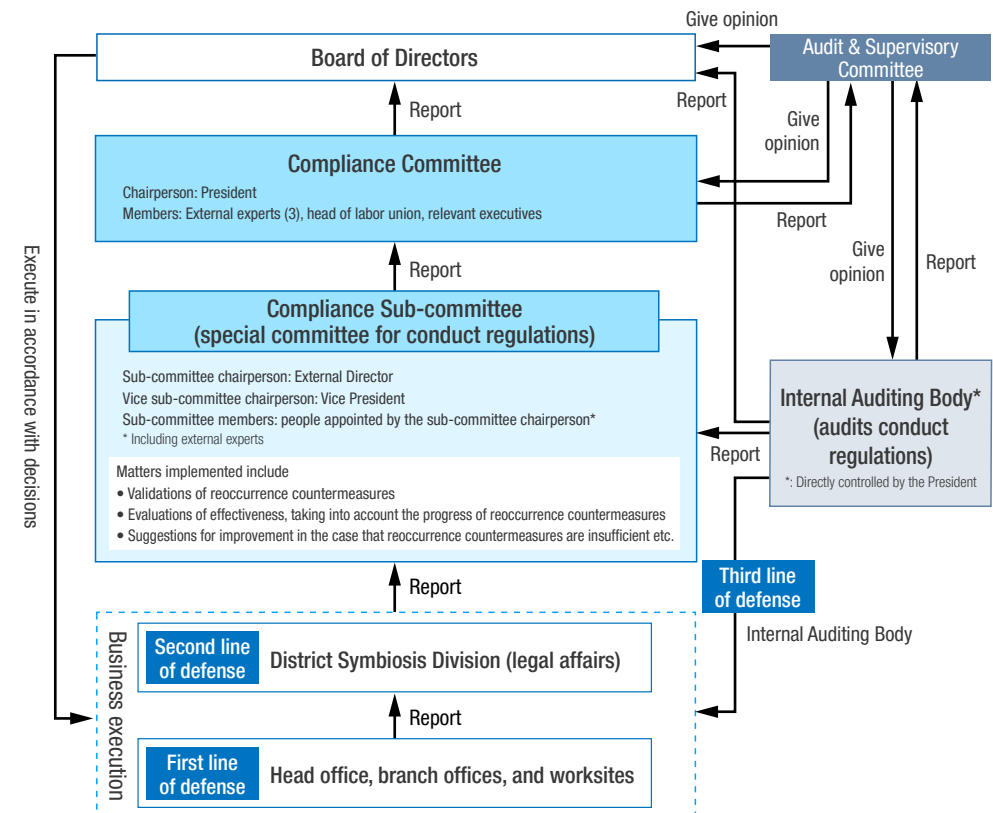 Give opinion
Board of Directors
Audit & Supervisory
Committee
Report
Report
Give
opinion
Compliance Committee
Chairperson: President
Members: External experts (3), head of labor union, relevant executives
Report
Give
opinion
Report
Report
Execute in accordance with decisions
Compliance Sub-committee
(special committee for conduct regulations)
Sub-committee chairperson: External Director
Vice sub-committee chairperson: Vice President
Sub-committee members: people appointed by the sub-committee chairperson*
* Including external experts
Internal Auditing Body*
(audits conduct
regulations)
*: Directly controlled by the President
Report
Matters implemented include
• Validations of reoccurrence countermeasures
• Evaluations of effectiveness, taking into account the progress of reoccurrence countermeasures
• Suggestions for improvement in the case that reoccurrence countermeasures are insufficient etc.
Report
Third line
of defense
Internal Auditing Body
Business execution
Second line
of defense
District Symbiosis Division (legal affairs)
Report
First line
of defense
Head office, branch offices, and worksites